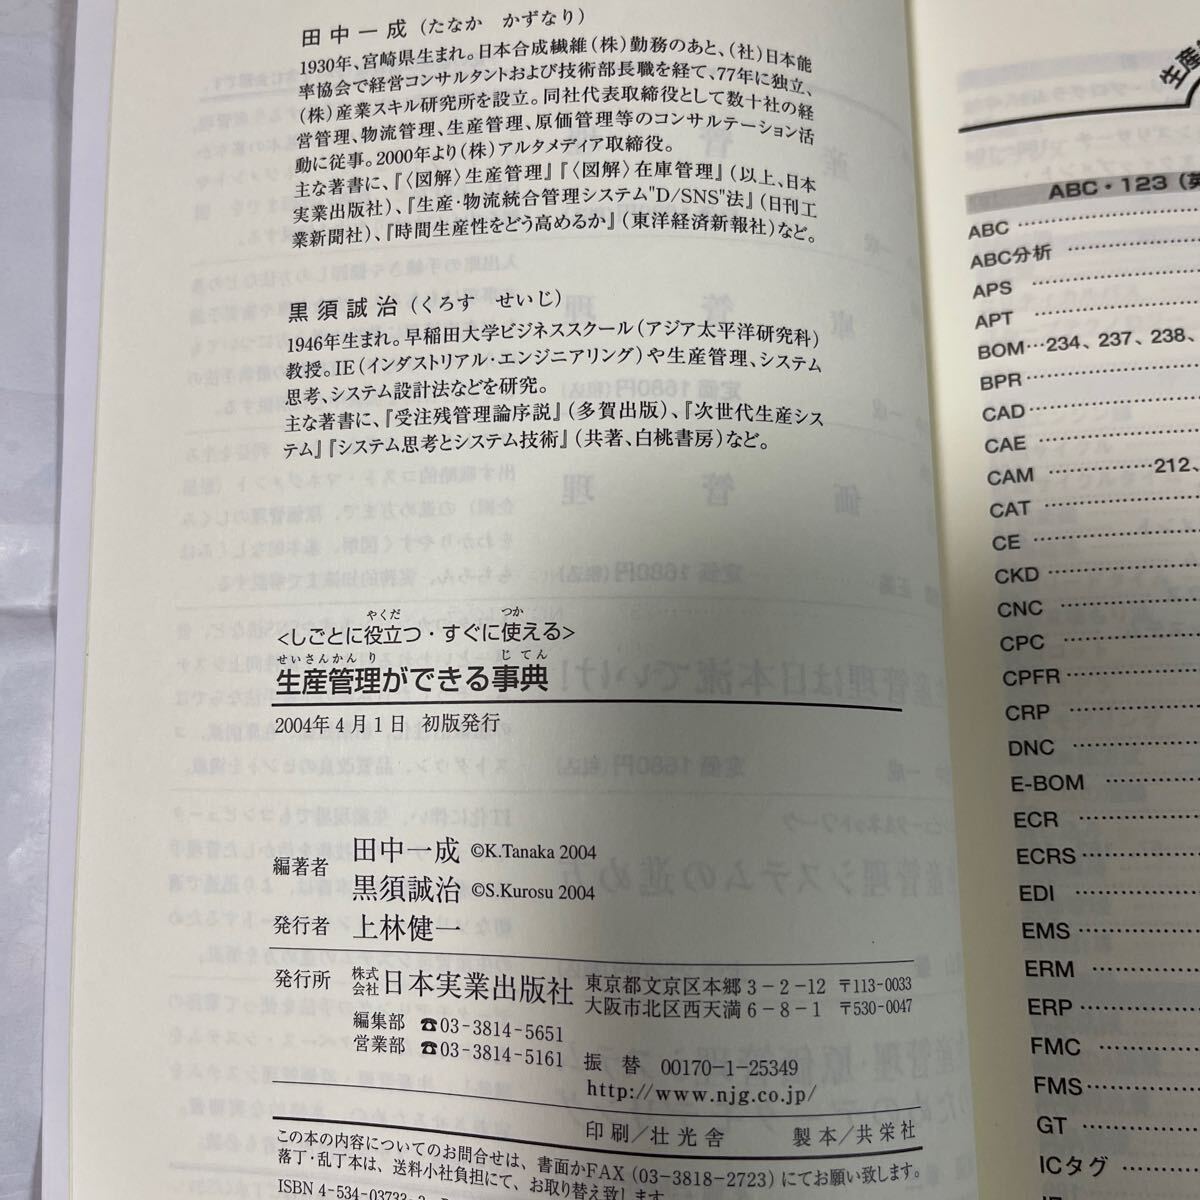 田中一成（たなか　かずなり）
1930年、宮崎県生まれ。日本合成繊維（株）勤務のあと、（社）日本能
率協会で経営コンサルタントおよび技術部長職を経て、77年に独立、
（株）産業スキル研究所を設立。同社代表取締役として数十社の経
営管理、物流管理、生産管理、原価管理等のコンサルテーション活
動に従事。2000年より（株）アルタメディア取締役。
主な著書に、『〈図解〉生産管理』『〈図解〉在庫管理』（以上、日本
実業出版社）、『生産・物流統合管理システム"D/SNS"法』（日刊工
業新聞社）、『時間生産性をどう高めるか』（東洋経済新報社）など。
黒須誠治（くろす　せいじ）
1946年生まれ。早稲田大学ビジネススクール（アジア太平洋研究科）
教授。IE（インダストリアル・エンジニアリング）や生産管理、システム
思考、システム設計法などを研究。
主な著書に、『受注残管理論序説』（多賀出版）、『次世代生産シス
テム』『システム思考とシステム技術』（共著、白桃書房）など。
やくだ　つか
<しごとに役立つ・すぐに使える>
せいさんかんり　じてん
生産管理ができる事典
2004年4月1日　初版発行
編著者　田中一成 ©K.Tanaka 2004
黒須誠治 ©S.Kurosu 2004
発行者　上林健一
発行所　株式会社日本実業出版社　東京都文京区本郷3-2-12　〒113-0033
大阪市北区西天満6-8-1　〒530-0047
編集部　☎03-3814-5651
営業部　☎03-3814-5161
振替　00170-1-25349
http://www.njg.co.jp/
印刷/壮光舎　製本/共栄社
この本の内容についてのお問合せは、書面かFAX（03-3818-2723）にてお願い致します。
落丁・乱丁本は、送料小社負担にて、お取り替え致します。
ISBN 4-534-03733-2
生産
ABC・123（英
ABC
ABC分析
APS
APT
BOM…234、237、238、
BPR
CAD
CAE
CAM……212、
CAT
CE
CKD
CNC
CPC
CPFR
CRP
DNC
E-BOM
ECR
ECRS
EDI
EMS
ERM
ERP
FMC
FMS
GT
ICタグ